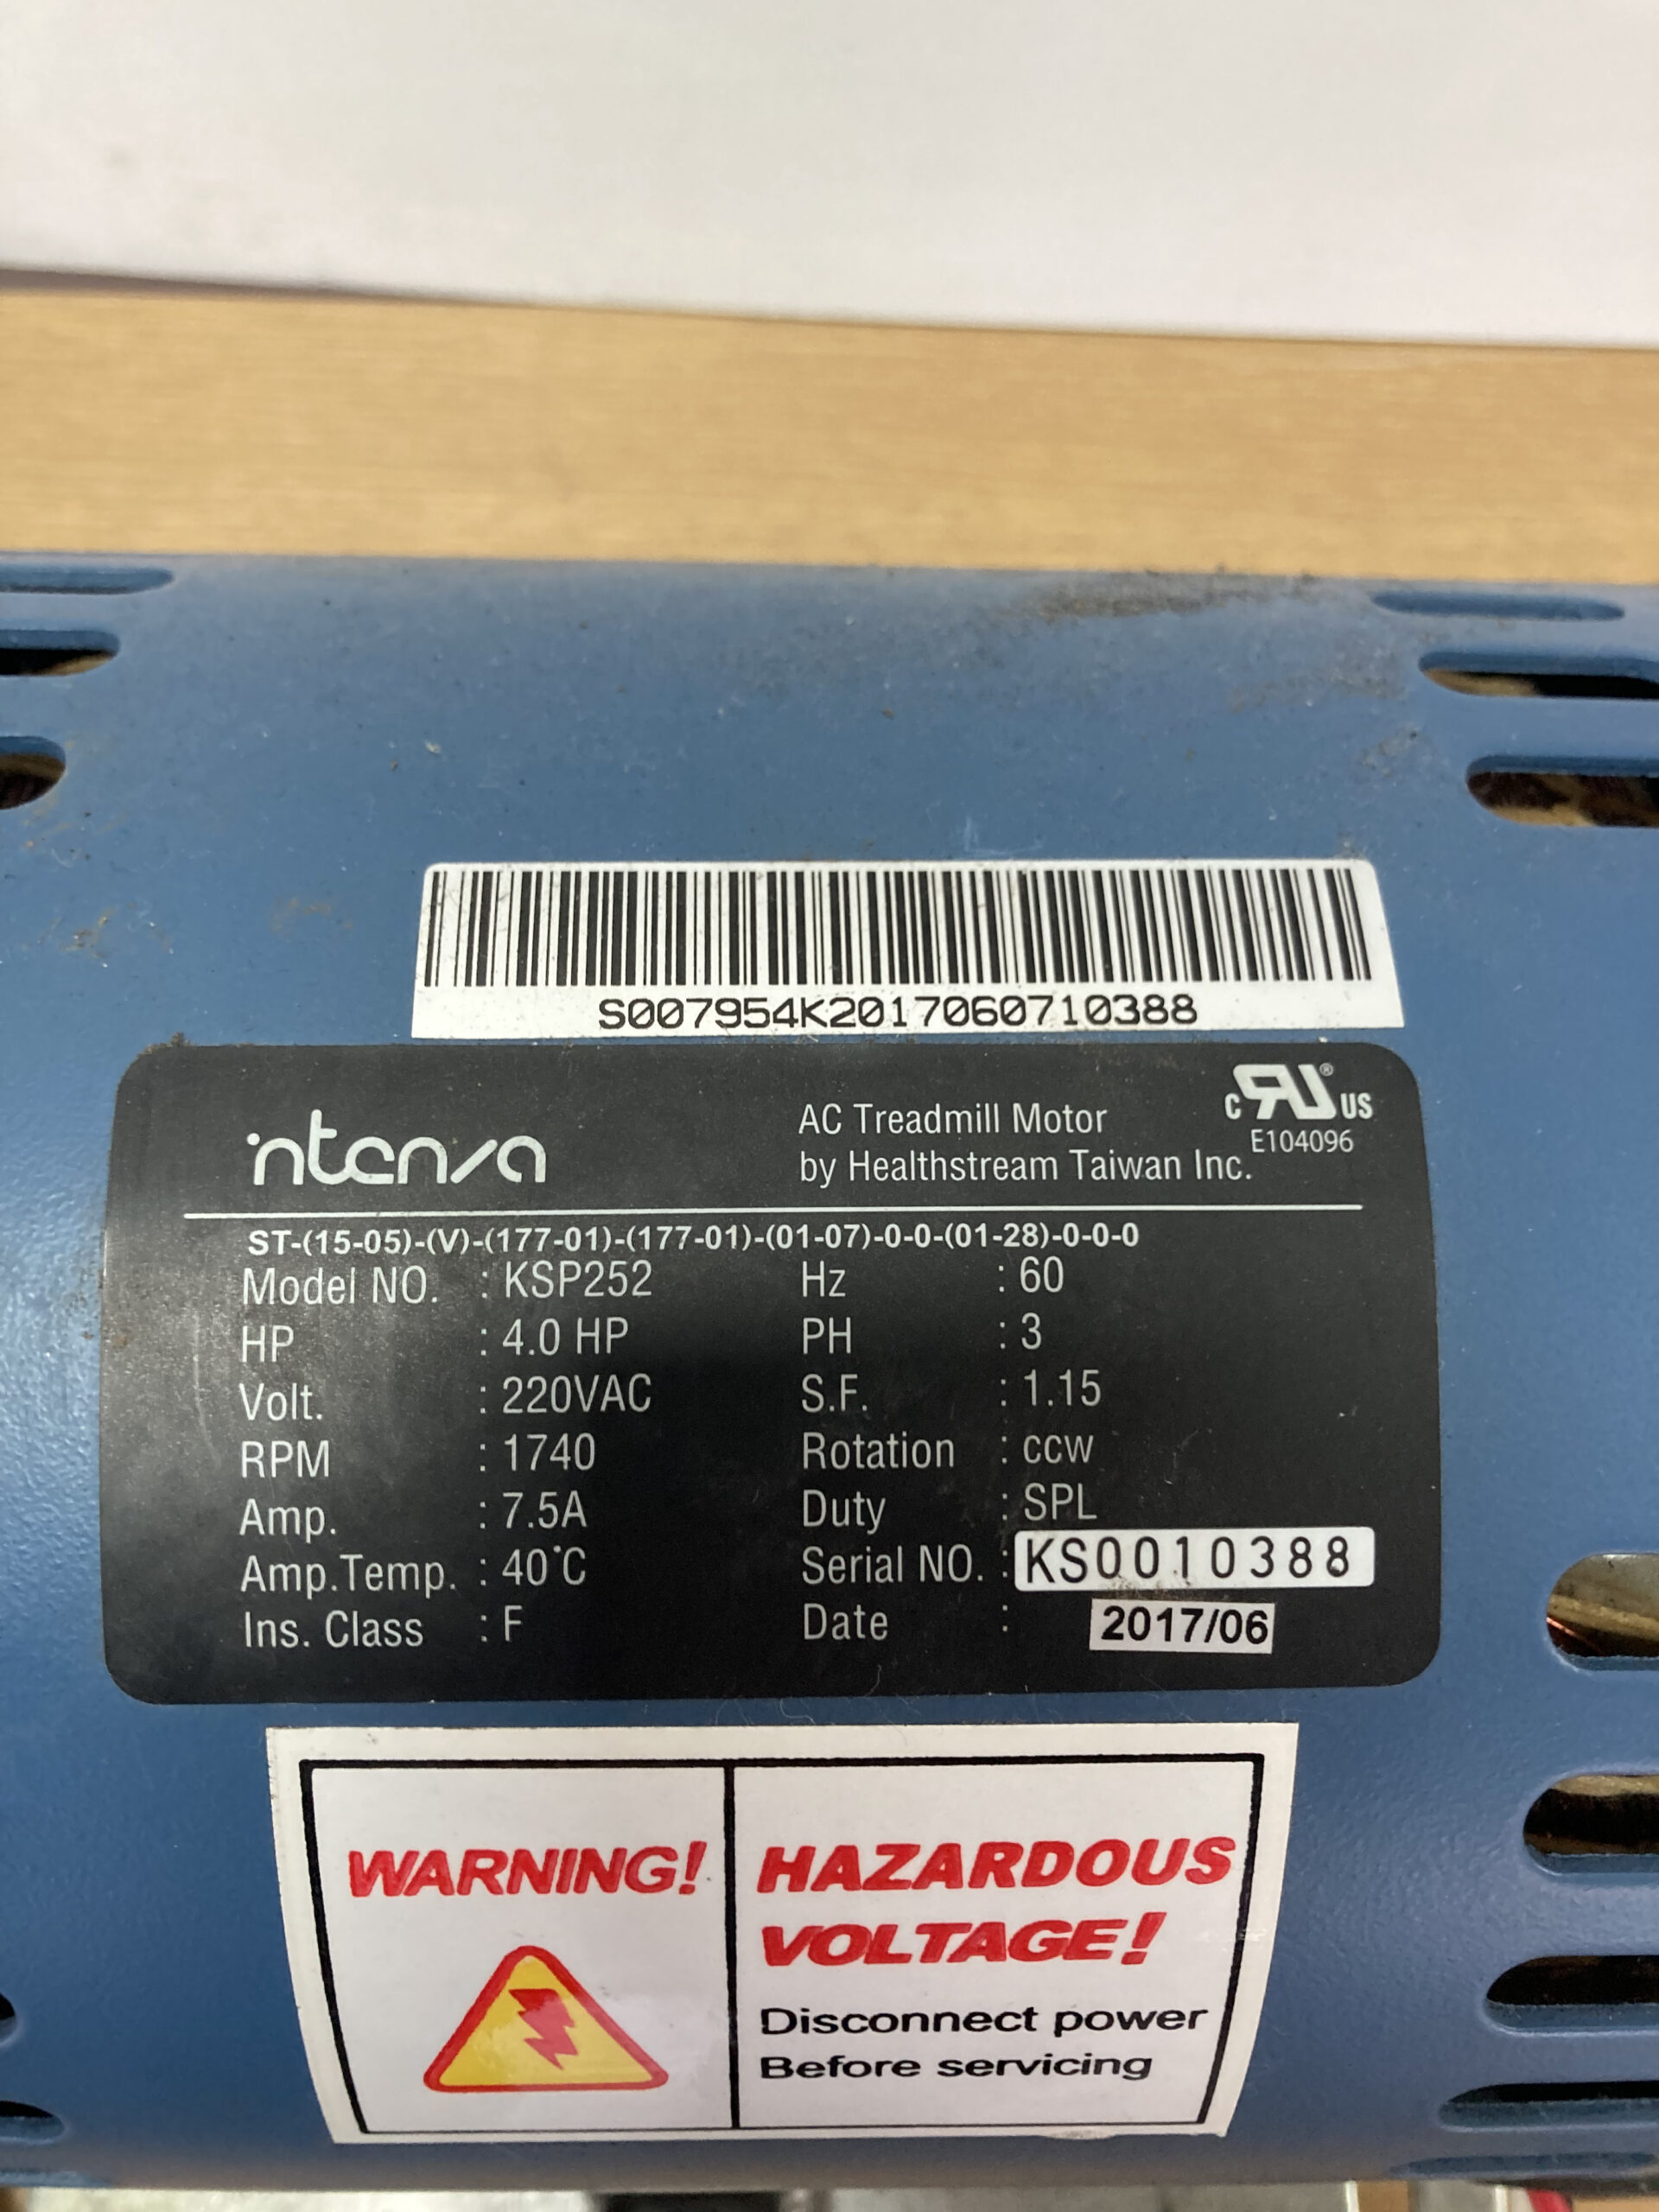 S007954K2017060710388
intenza
AC Treadmill Motor
by Healthstream Taiwan Inc.
c RU ® US
E104096
ST-(15-05)-(V)-(177-01)-(177-01)-(01-07)-0-0-(01-28)-0-0-0
Model NO. : KSP252 Hz : 60
HP : 4.0 HP PH : 3
Volt. : 220VAC S.F. : 1.15
RPM : 1740 Rotation : CCW
Amp. : 7.5A Duty : SPL
Amp.Temp. : 40°C Serial NO. : KS0010388
Ins. Class : F Date : 2017/06
WARNING!
HAZARDOUS
VOLTAGE!
Disconnect power
Before servicing